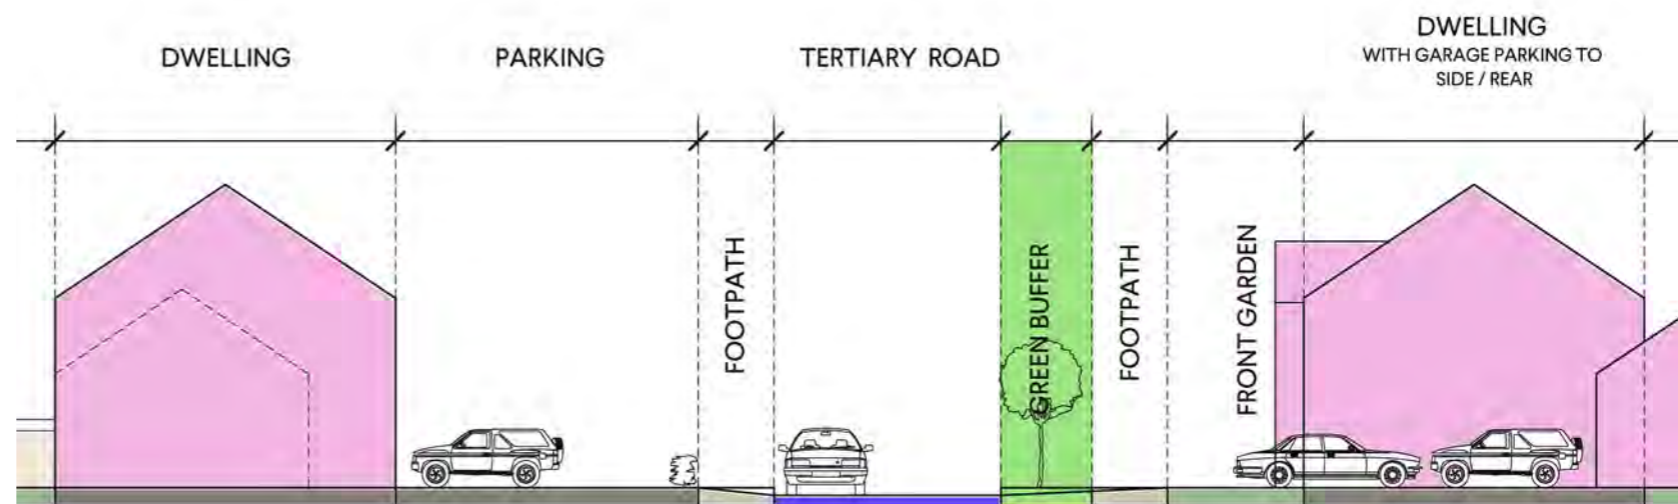 DWELLING
PARKING
TERTIARY ROAD
DWELLING
WITH GARAGE PARKING TO
SIDE / REAR
FOOTPATH
GREEN BUFFER
FOOTPATH
FRONT GARDEN